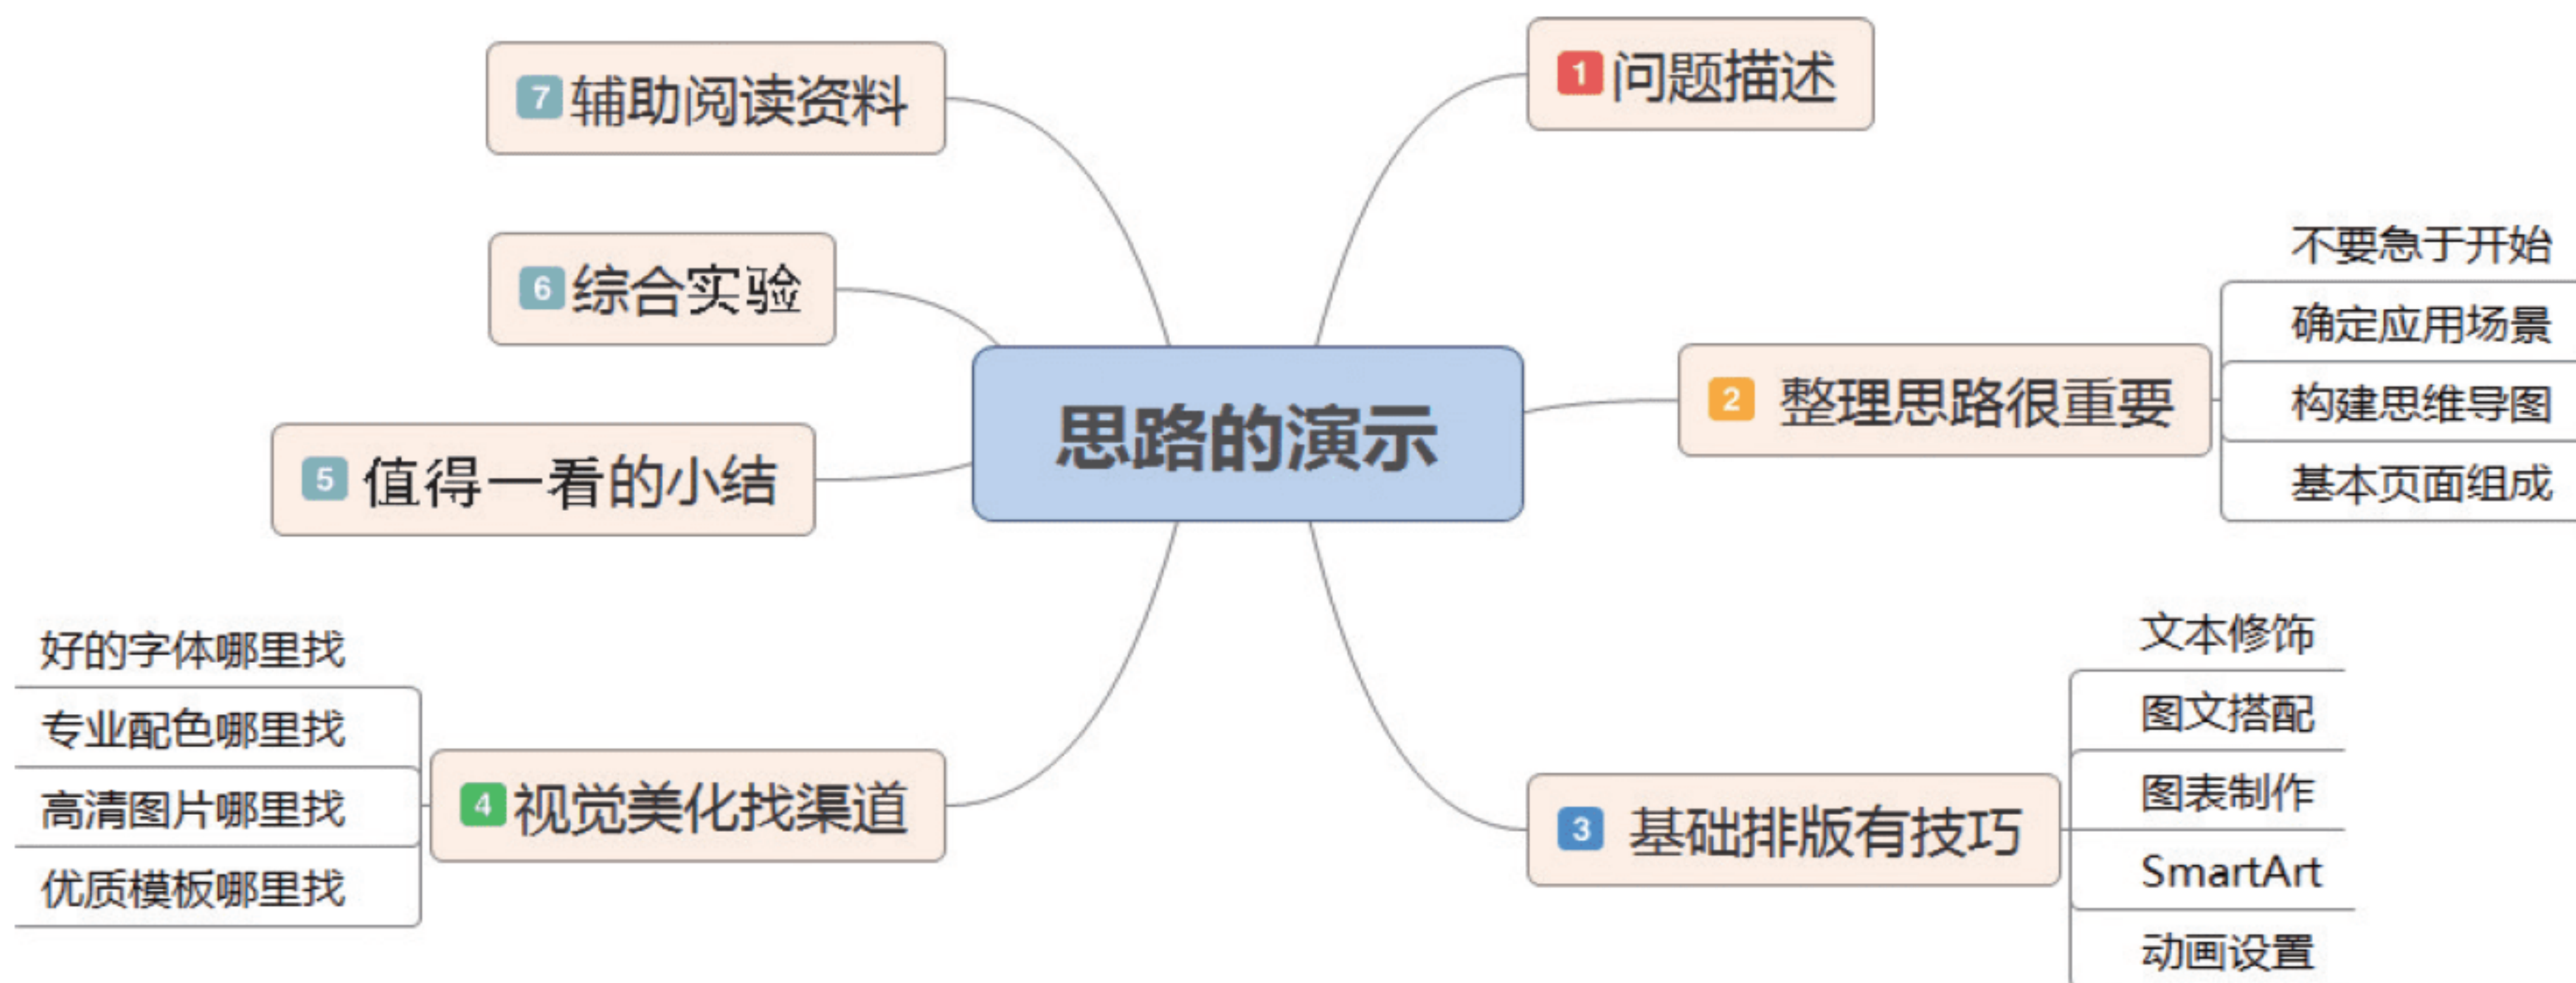 思路的演示
1 问题描述
2 整理思路很重要
不要急于开始
确定应用场景
构建思维导图
基本页面组成
3 基础排版有技巧
文本修饰
图文搭配
图表制作
SmartArt
动画设置
4 视觉美化找渠道
好的字体哪里找
专业配色哪里找
高清图片哪里找
优质模板哪里找
5 值得一看的小结
6 综合实验
7 辅助阅读资料